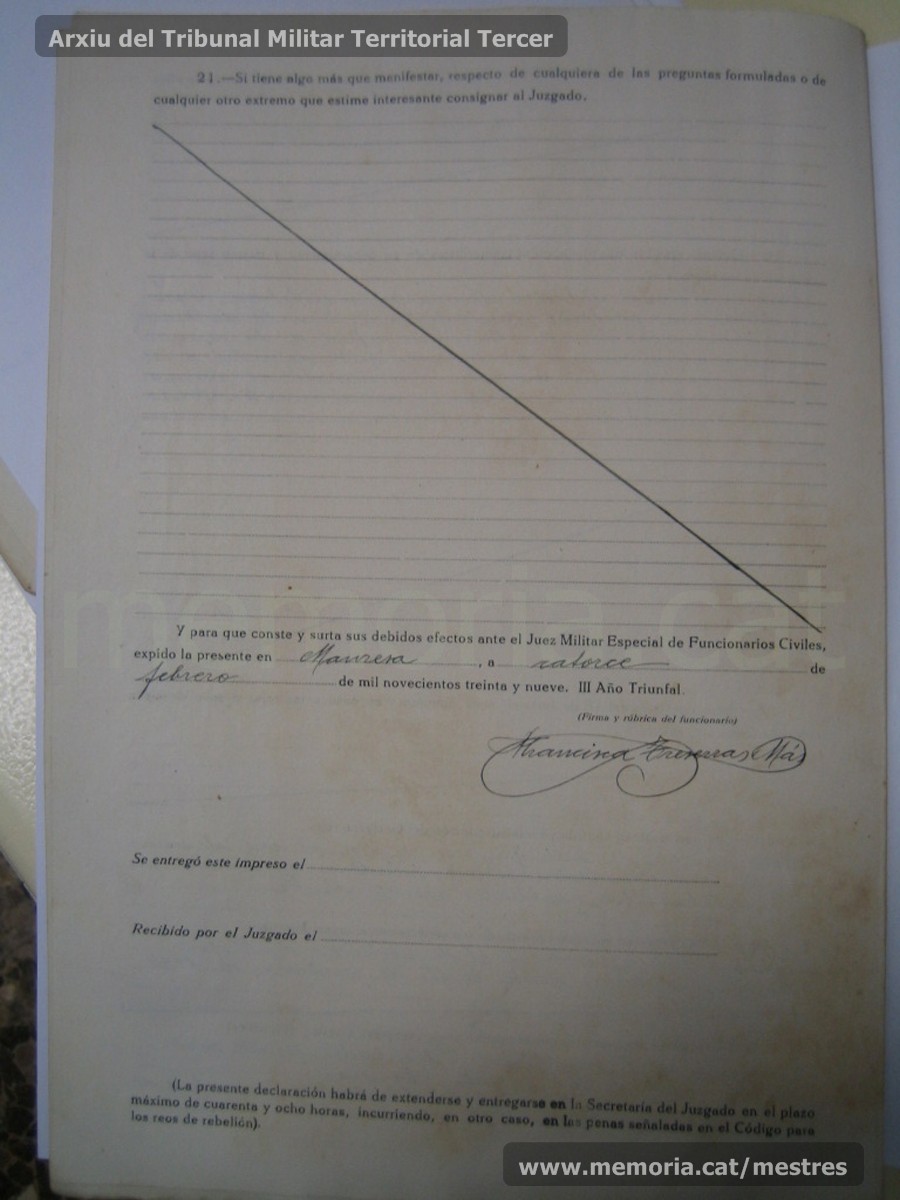 Arxiu del Tribunal Militar Territorial Tercer
21.—Si tiene algo más que manifestar, respecto de cualquiera de las preguntas formuladas o de
cualquier otro extremo que estime interesante consignar al Juzgado.
memoria.cat
Y para que conste y surta sus debidos efectos ante el Juez Militar Especial de Funcionarios Civiles,
expido la presente en Manresa, a catorce de
febrero de mil novecientos treinta y nueve. III Año Triunfal.
(Firma y rúbrica del funcionario)
Francisca Treserras Más
Se entregó este impreso el
Recibido por el Juzgado el
(La presente declaración habrá de extenderse y entregarse en la Secretaría del Juzgado en el plazo
máximo de cuarenta y ocho horas, incurriendo, en otro caso, en las penas señaladas en el Código para
los reos de rebelión).
www.memoria.cat/mestres